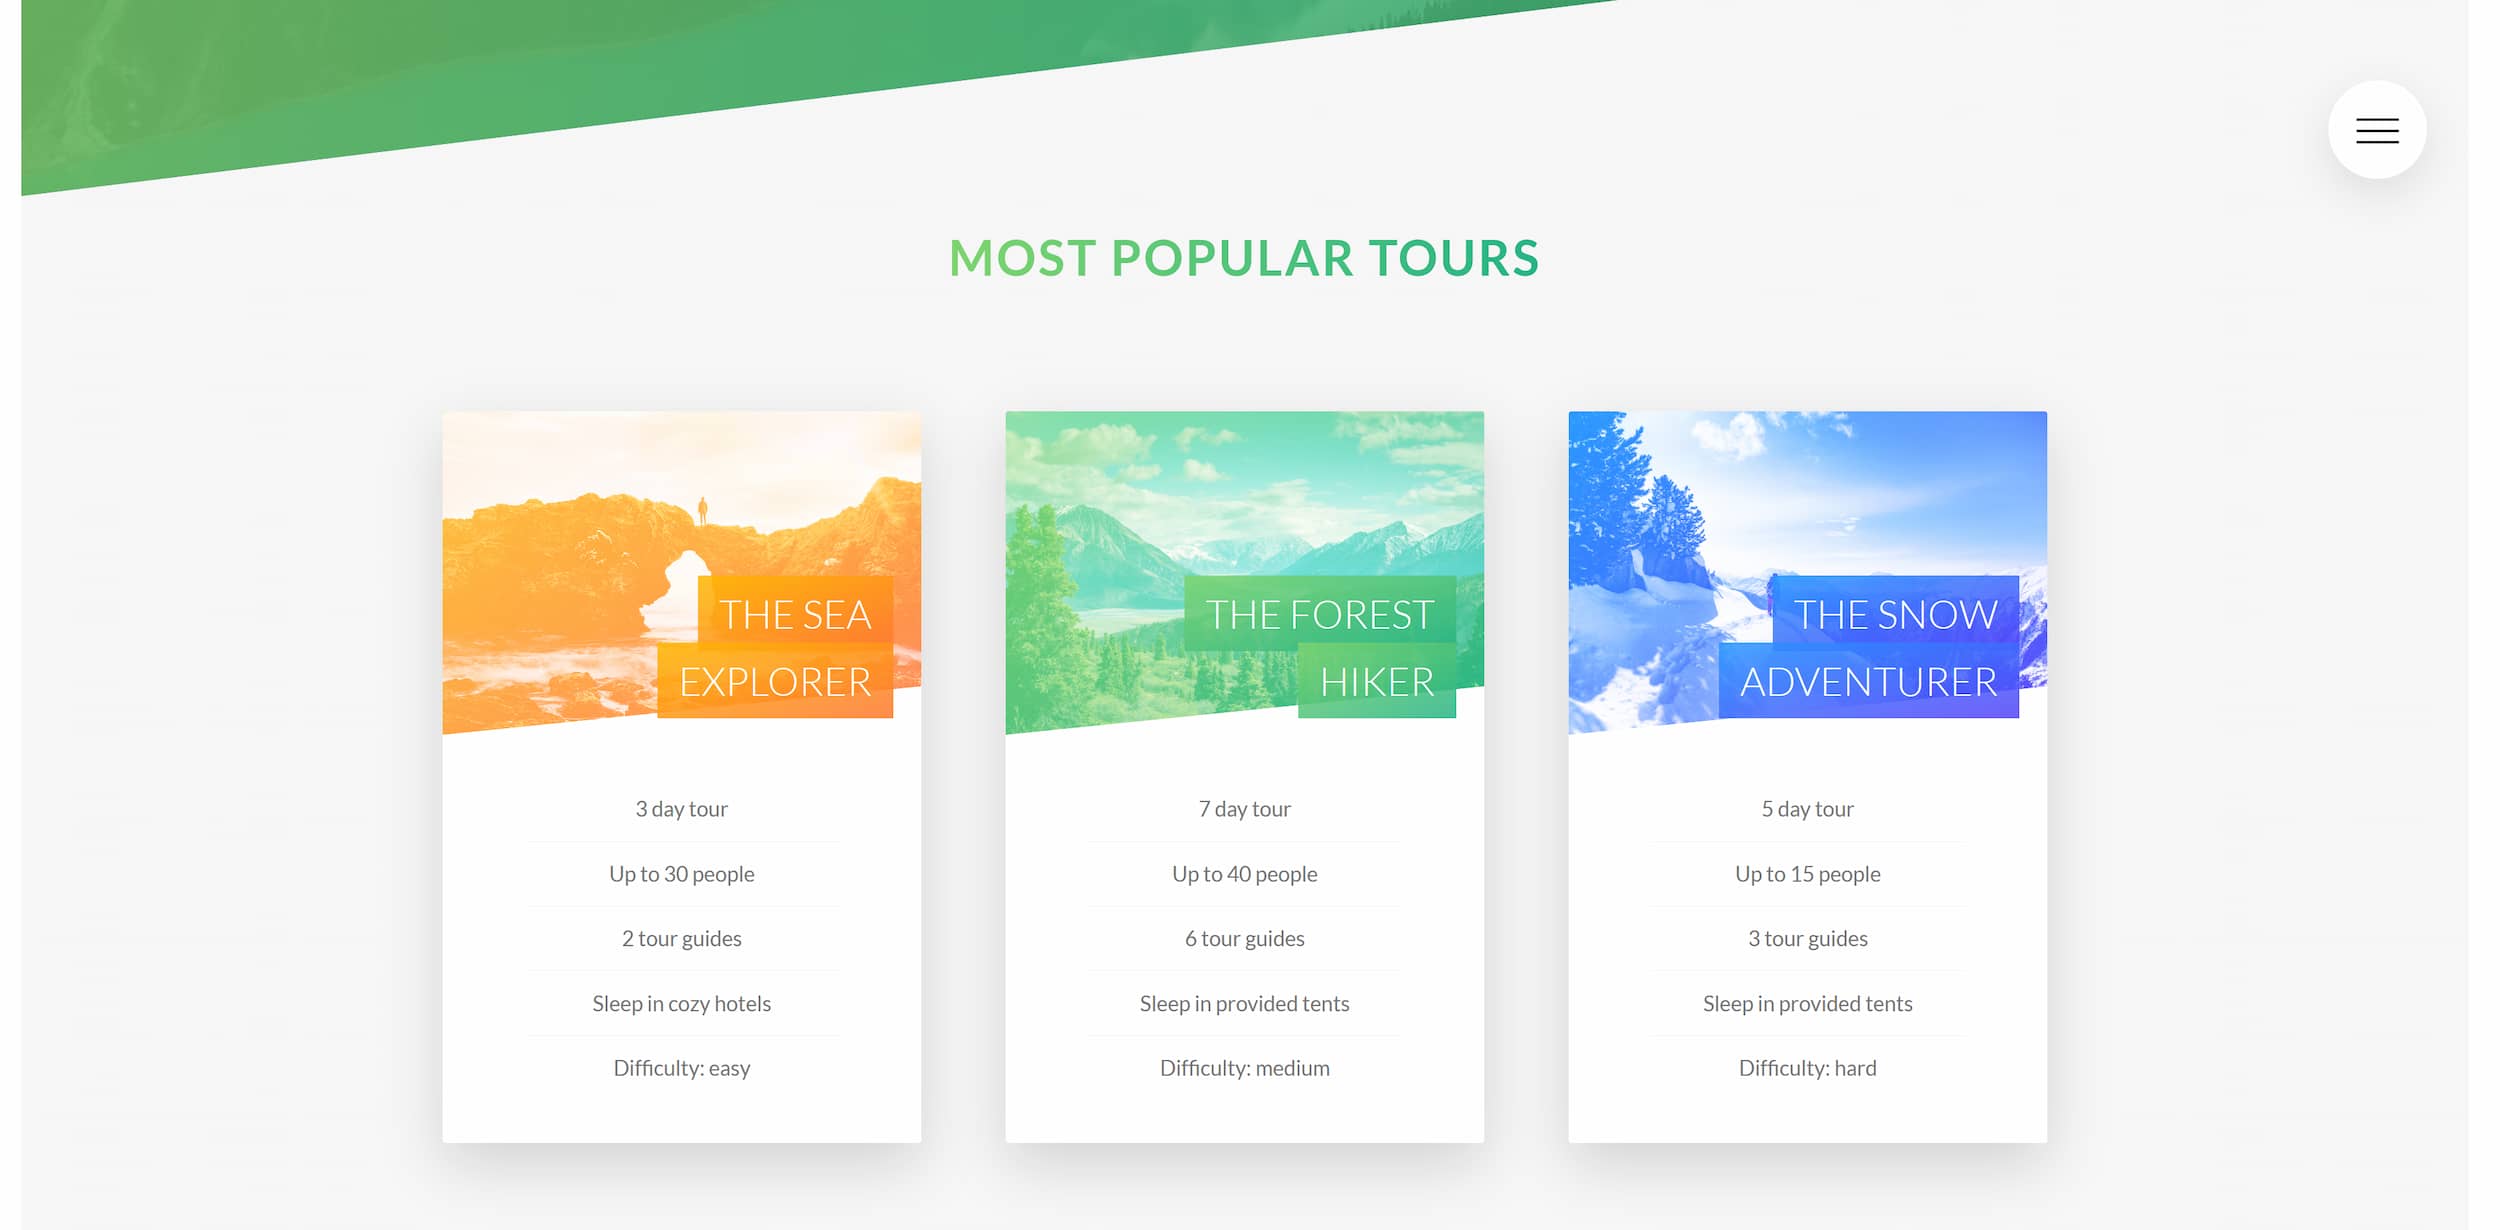 MOST POPULAR TOURS
THE SEA
EXPLORER
3 day tour
Up to 30 people
2 tour guides
Sleep in cozy hotels
Difficulty: easy
THE FOREST
HIKER
7 day tour
Up to 40 people
6 tour guides
Sleep in provided tents
Difficulty: medium
THE SNOW
ADVENTURER
5 day tour
Up to 15 people
3 tour guides
Sleep in provided tents
Difficulty: hard